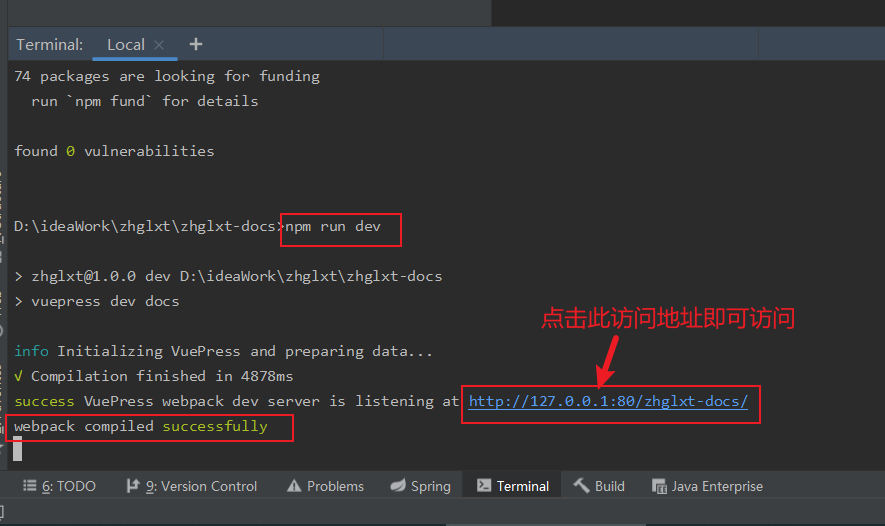 Terminal: Local
74 packages are looking for funding
run `npm fund` for details
found 0 vulnerabilities
D:\ideaWork\zhglxt\zhglxt-docs>npm run dev
> zhglxt@1.0.0 dev D:\ideaWork\zhglxt\zhglxt-docs
> vuepress dev docs
点击此访问地址即可访问
info Initializing VuePress and preparing data...
√ Compilation finished in 4878ms
success VuePress webpack dev server is listening at http://127.0.0.1:80/zhglxt-docs/
webpack compiled successfully
6: TODO 9: Version Control Problems Spring Terminal Build Java Enterprise